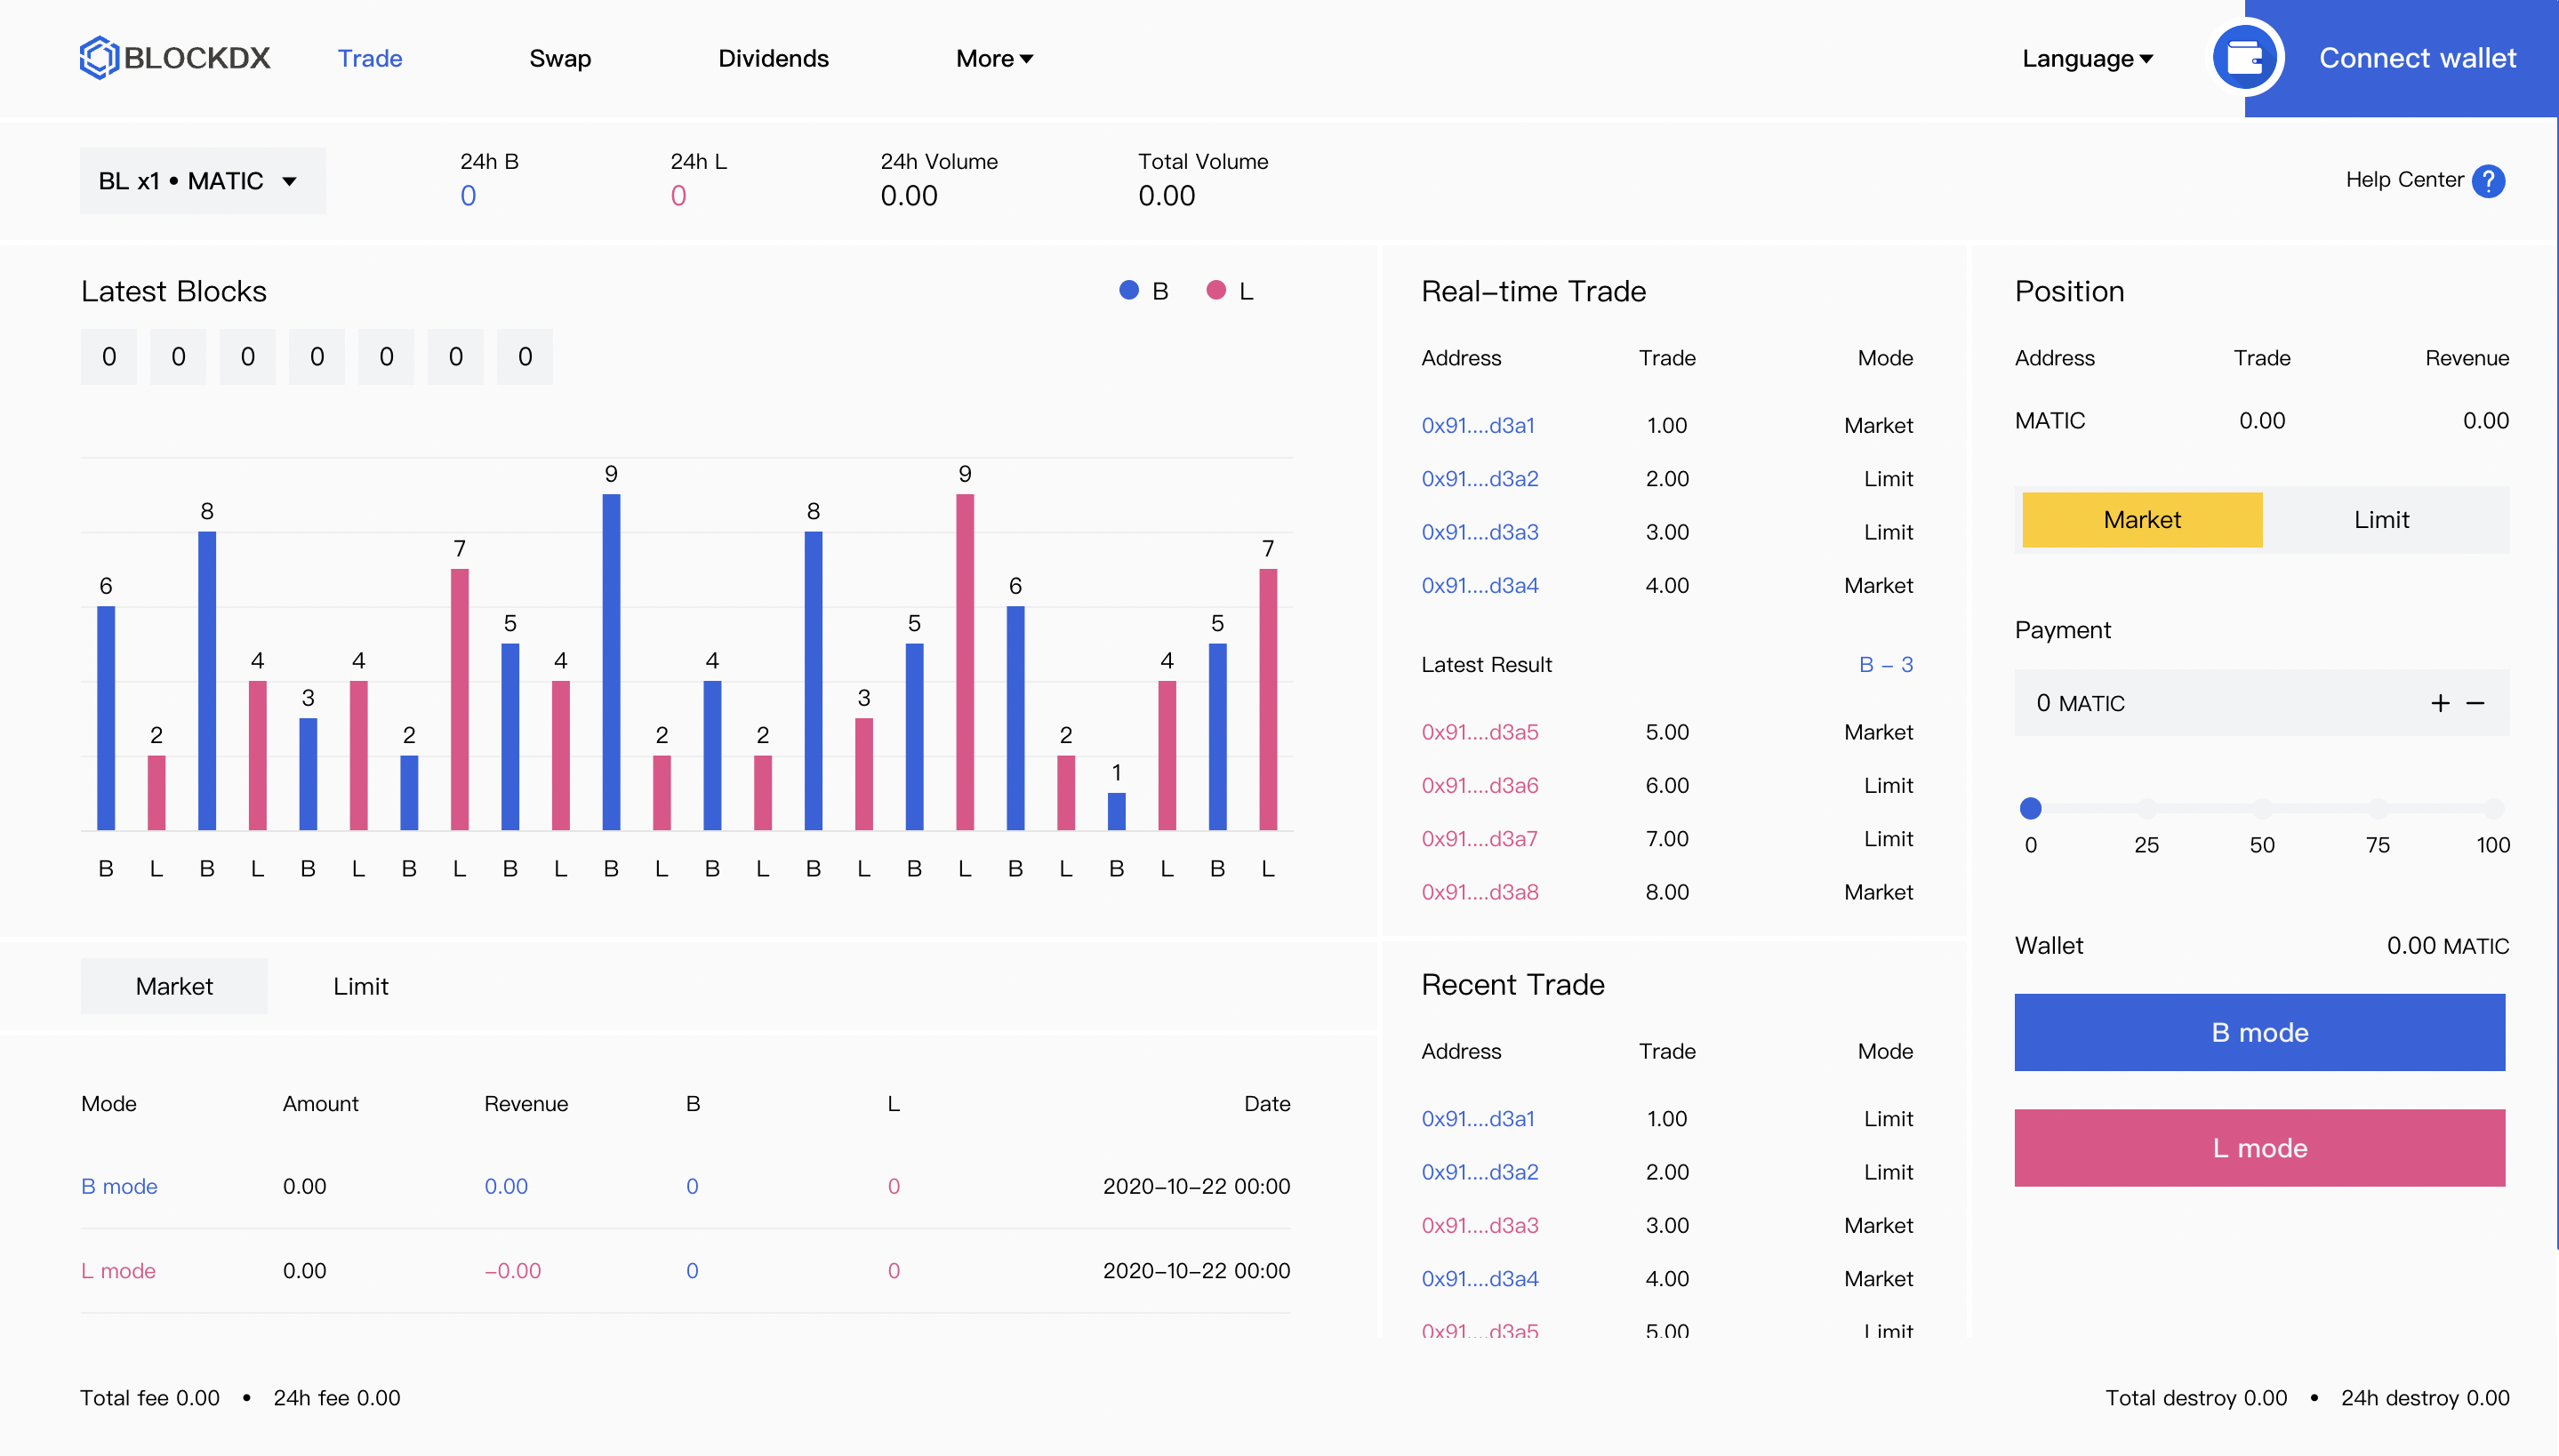 BLOCKDX
Trade
Swap
Dividends
More
Language
Connect wallet
BL x1 • MATIC
24h B
0
24h L
0
24h Volume
0.00
Total Volume
0.00
Help Center ?
Latest Blocks
B L
0 0 0 0 0 0 0
6 2 8 4 3 4 2 7 5 4 9 2 4 2 8 3 5 9 6 2 1 4 5 7
B L B L B L B L B L B L B L B L B L B L B L B L
Real-time Trade
Address Trade Mode
0x91....d3a1 1.00 Market
0x91....d3a2 2.00 Limit
0x91....d3a3 3.00 Limit
0x91....d3a4 4.00 Market
Latest Result B - 3
0x91....d3a5 5.00 Market
0x91....d3a6 6.00 Limit
0x91....d3a7 7.00 Limit
0x91....d3a8 8.00 Market
Position
Address Trade Revenue
MATIC 0.00 0.00
Market Limit
Payment
0 MATIC + −
0 25 50 75 100
Wallet 0.00 MATIC
B mode
L mode
Market Limit
Mode Amount Revenue B L Date
B mode 0.00 0.00 0 0 2020-10-22 00:00
L mode 0.00 -0.00 0 0 2020-10-22 00:00
Recent Trade
Address Trade Mode
0x91....d3a1 1.00 Limit
0x91....d3a2 2.00 Limit
0x91....d3a3 3.00 Market
0x91....d3a4 4.00 Market
0x91....d3a5 5.00 Limit
Total fee 0.00 • 24h fee 0.00
Total destroy 0.00 • 24h destroy 0.00